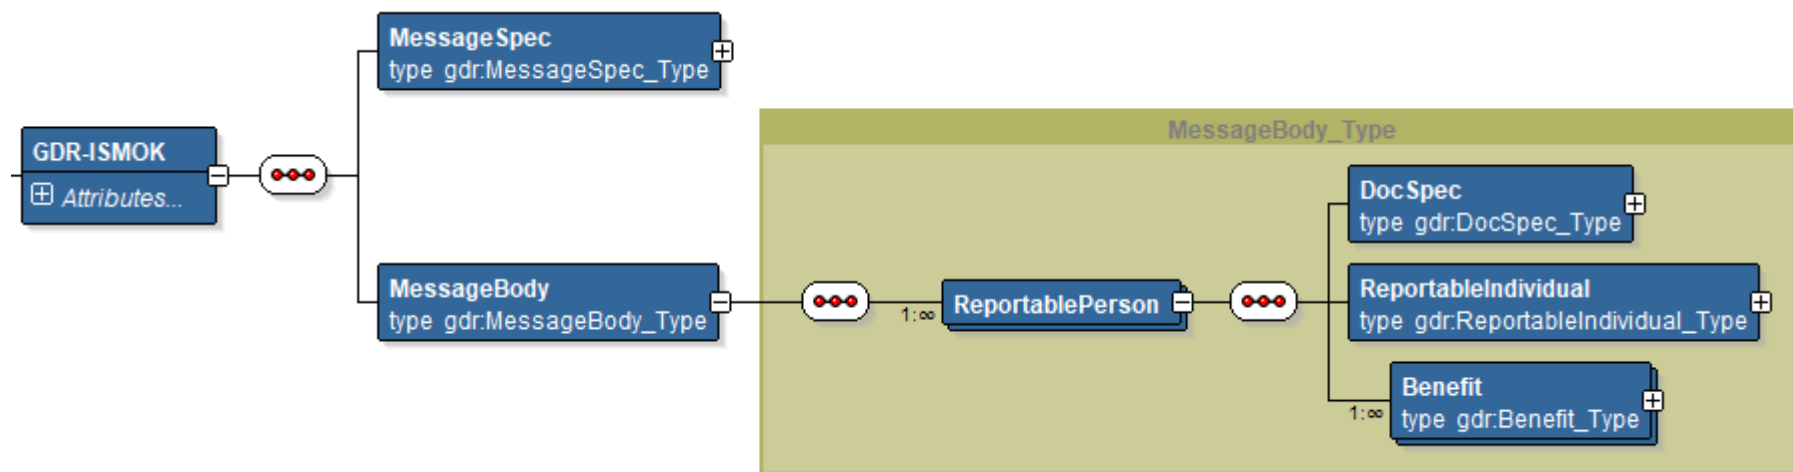 MessageSpec
type gdr:MessageSpec_Type
GDR-ISMOK
Attributes...
MessageBody
type gdr:MessageBody_Type
MessageBody_Type
1:∞
ReportablePerson
DocSpec
type gdr:DocSpec_Type
ReportableIndividual
type gdr:ReportableIndividual_Type
1:∞
Benefit
type gdr:Benefit_Type